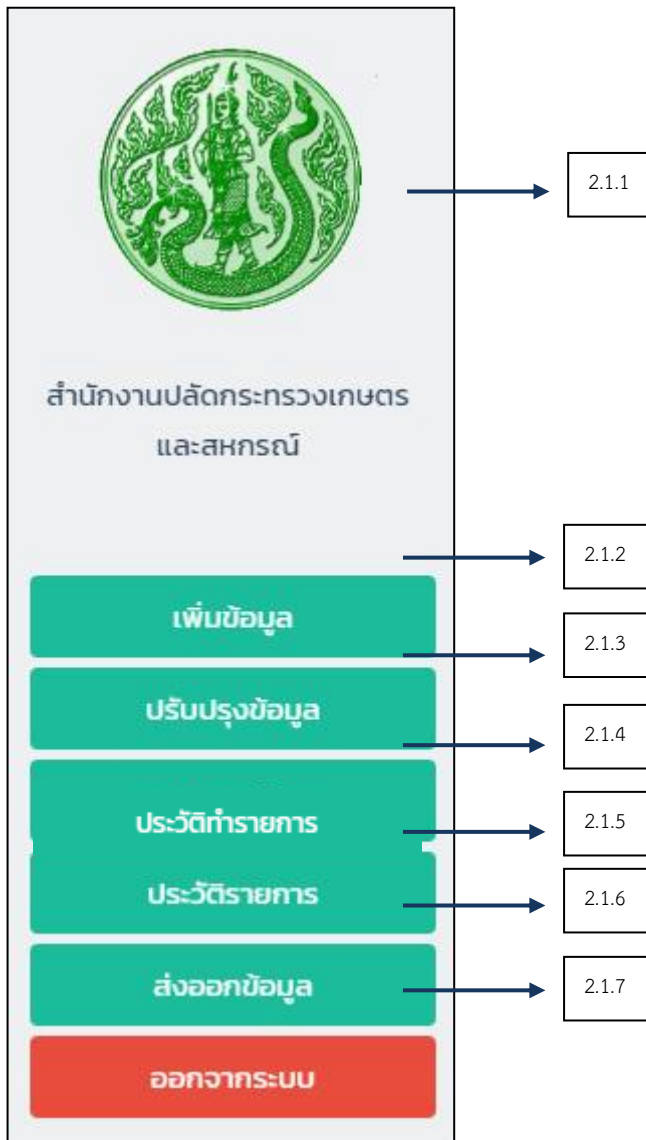 2.1.1
สำนักงานปลัดกระทรวงเกษตร
และสหกรณ์
2.1.2
เพิ่มข้อมูล
2.1.3
ปรับปรุงข้อมูล
2.1.4
ประวัติทำรายการ
2.1.5
ประวัติรายการ
2.1.6
ส่งออกข้อมูล
2.1.7
ออกจากระบบ